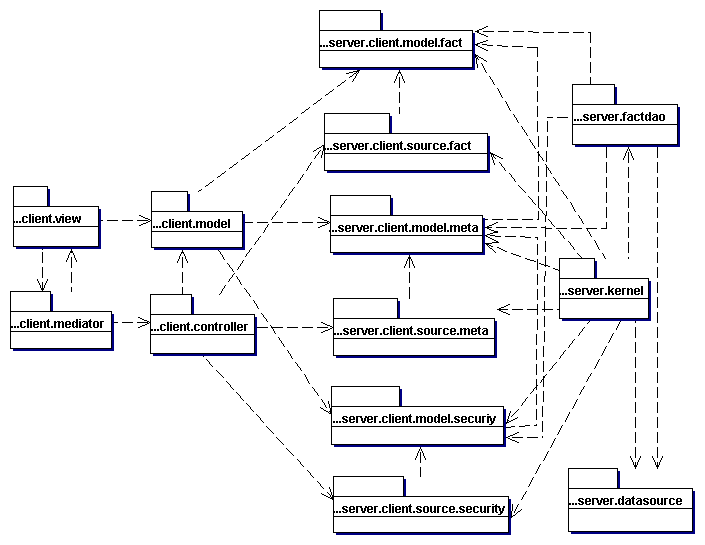 ...server.client.model.fact
...server.factdao
...server.client.source.fact
...client.view
...client.model
...server.client.model.meta
...server.kernel
...client.mediator
...client.controller
...server.client.source.meta
...server.client.model.securiy
...server.client.source.security
...server.datasource